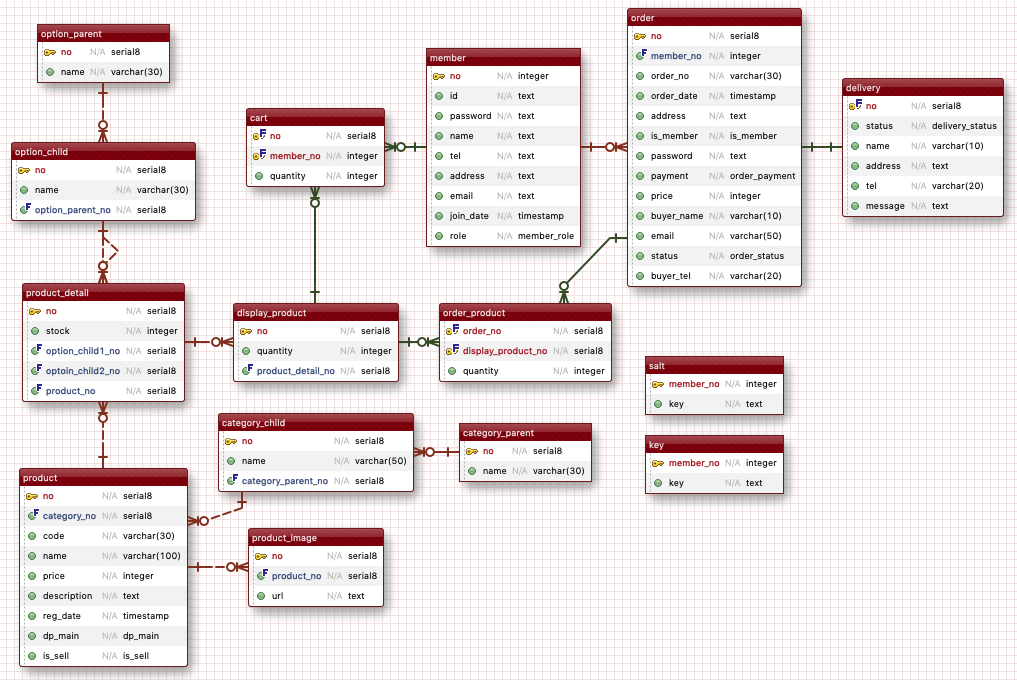 option_parent
no N/A serial8
name N/A varchar(30)
option_child
no N/A serial8
name N/A varchar(30)
option_parent_no N/A serial8
product_detail
no N/A serial8
stock N/A integer
option_child1_no N/A serial8
optoin_child2_no N/A serial8
product_no N/A serial8
product
no N/A serial8
category_no N/A serial8
code N/A varchar(30)
name N/A varchar(100)
price N/A integer
description N/A text
reg_date N/A timestamp
dp_main N/A dp_main
is_sell N/A is_sell
cart
no N/A serial8
member_no N/A integer
quantity N/A integer
display_product
no N/A serial8
quantity N/A integer
product_detail_no N/A serial8
category_child
no N/A serial8
name N/A varchar(50)
category_parent_no N/A serial8
product_image
no N/A serial8
product_no N/A serial8
url N/A text
member
no N/A integer
id N/A text
password N/A text
name N/A text
tel N/A text
address N/A text
email N/A text
join_date N/A timestamp
role N/A member_role
order_product
order_no N/A serial8
display_product_no N/A serial8
quantity N/A integer
category_parent
no N/A serial8
name N/A varchar(30)
order
no N/A serial8
member_no N/A integer
order_no N/A varchar(30)
order_date N/A timestamp
address N/A text
is_member N/A is_member
password N/A text
payment N/A order_payment
price N/A integer
buyer_name N/A varchar(10)
email N/A varchar(50)
status N/A order_status
buyer_tel N/A varchar(20)
salt
member_no N/A integer
key N/A text
key
member_no N/A integer
key N/A text
delivery
no N/A serial8
status N/A delivery_status
name N/A varchar(10)
address N/A text
tel N/A varchar(20)
message N/A text